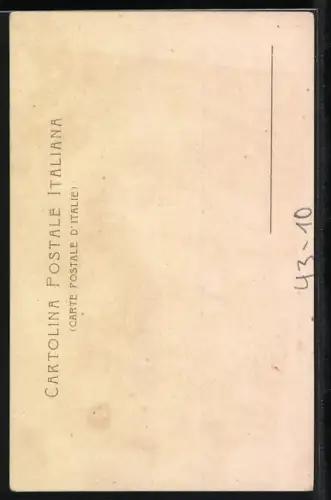 CARTOLINA POSTALE ITALIANA
(CARTE POSTALE D'ITALIE)
43-10